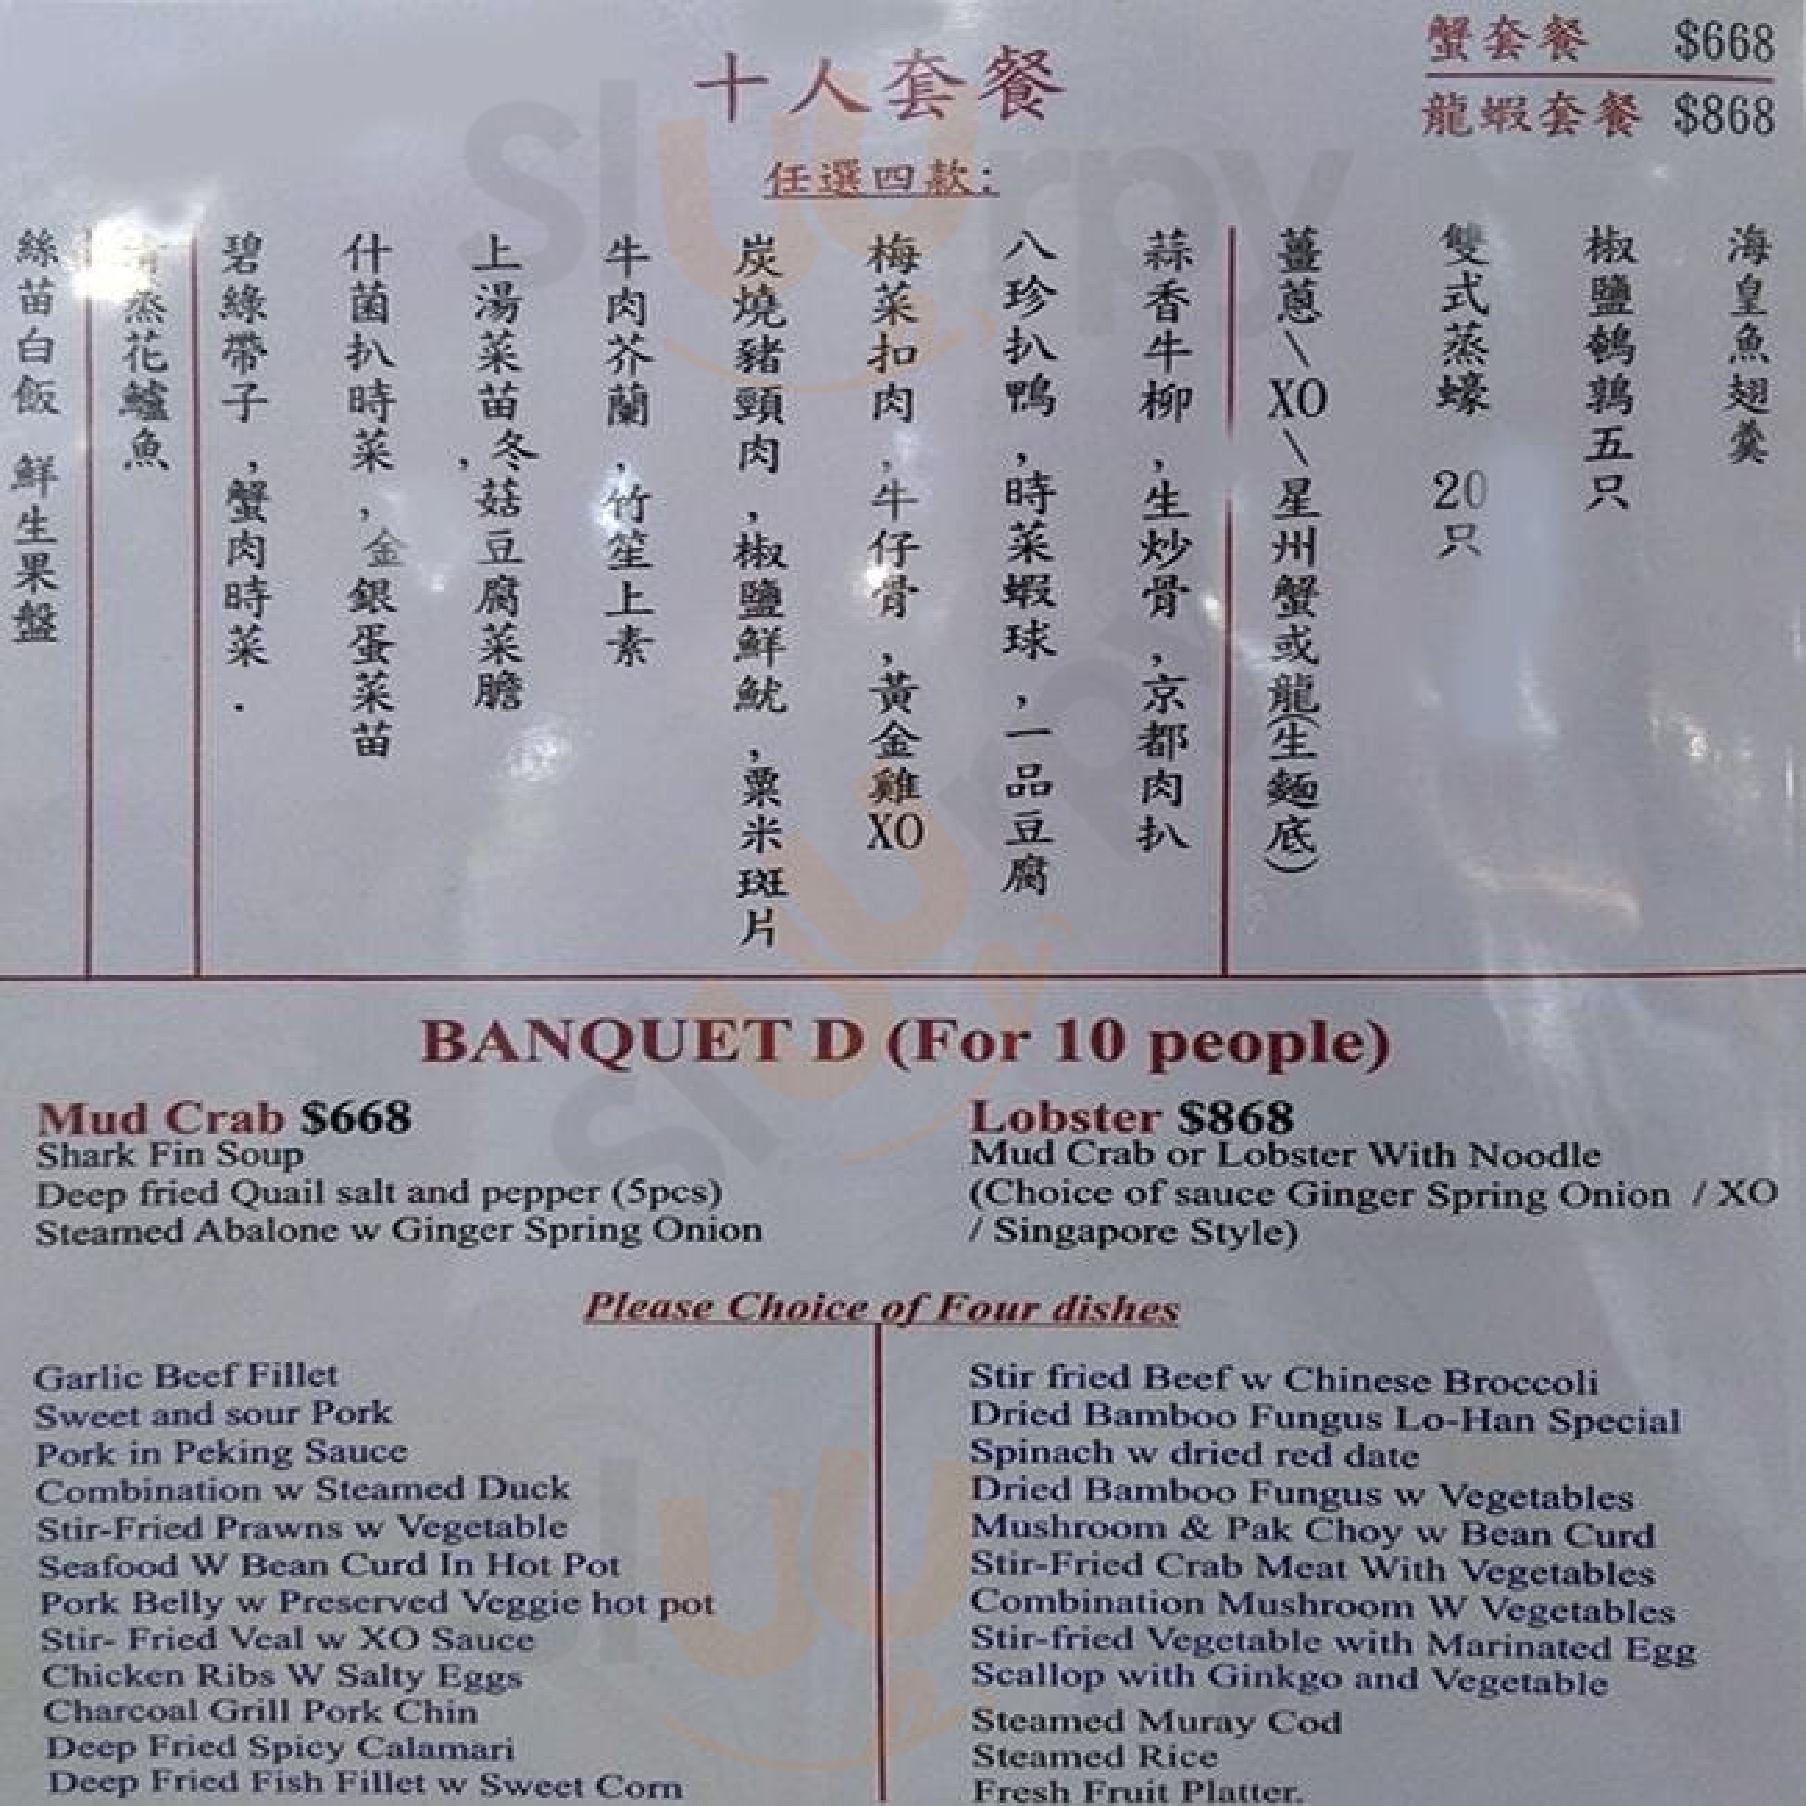 十人套餐
蟹套餐 $668
龍蝦套餐 $868
任選四款：
海皇魚翅羹
椒鹽鵪鶉五只
雙式蒸蠔 20只
薑蔥\XO\星州蟹或龍(生麵底)
蒜香牛柳，生炒骨，京都肉扒
八珍扒鴨，時菜蝦球，一品豆腐
梅菜扣肉，牛仔骨，黃金雞XO
炭燒豬頸肉，椒鹽鮮魷，粟米斑片
牛肉芥蘭，竹笙上素
上湯菜苗，冬菇豆腐菜膽
什菌扒時菜，金銀蛋菜苗
碧綠帶子，蟹肉時菜．
蒸花鱸魚
絲苗白飯 鮮生果盤
BANQUET D (For 10 people)
Mud Crab $668
Shark Fin Soup
Deep fried Quail salt and pepper (5pcs)
Steamed Abalone w Ginger Spring Onion
Lobster $868
Mud Crab or Lobster With Noodle
(Choice of sauce Ginger Spring Onion / XO
/ Singapore Style)
Please Choice of Four dishes
Garlic Beef Fillet
Sweet and sour Pork
Pork in Peking Sauce
Combination w Steamed Duck
Stir-Fried Prawns w Vegetable
Seafood W Bean Curd In Hot Pot
Pork Belly w Preserved Veggie hot pot
Stir- Fried Veal w XO Sauce
Chicken Ribs W Salty Eggs
Charcoal Grill Pork Chin
Deep Fried Spicy Calamari
Deep Fried Fish Fillet w Sweet Corn
Stir fried Beef w Chinese Broccoli
Dried Bamboo Fungus Lo-Han Special
Spinach w dried red date
Dried Bamboo Fungus w Vegetables
Mushroom & Pak Choy w Bean Curd
Stir-Fried Crab Meat With Vegetables
Combination Mushroom W Vegetables
Stir-fried Vegetable with Marinated Egg
Scallop with Ginkgo and Vegetable
Steamed Muray Cod
Steamed Rice
Fresh Fruit Platter.
sluurpy
sluurpy
sluu